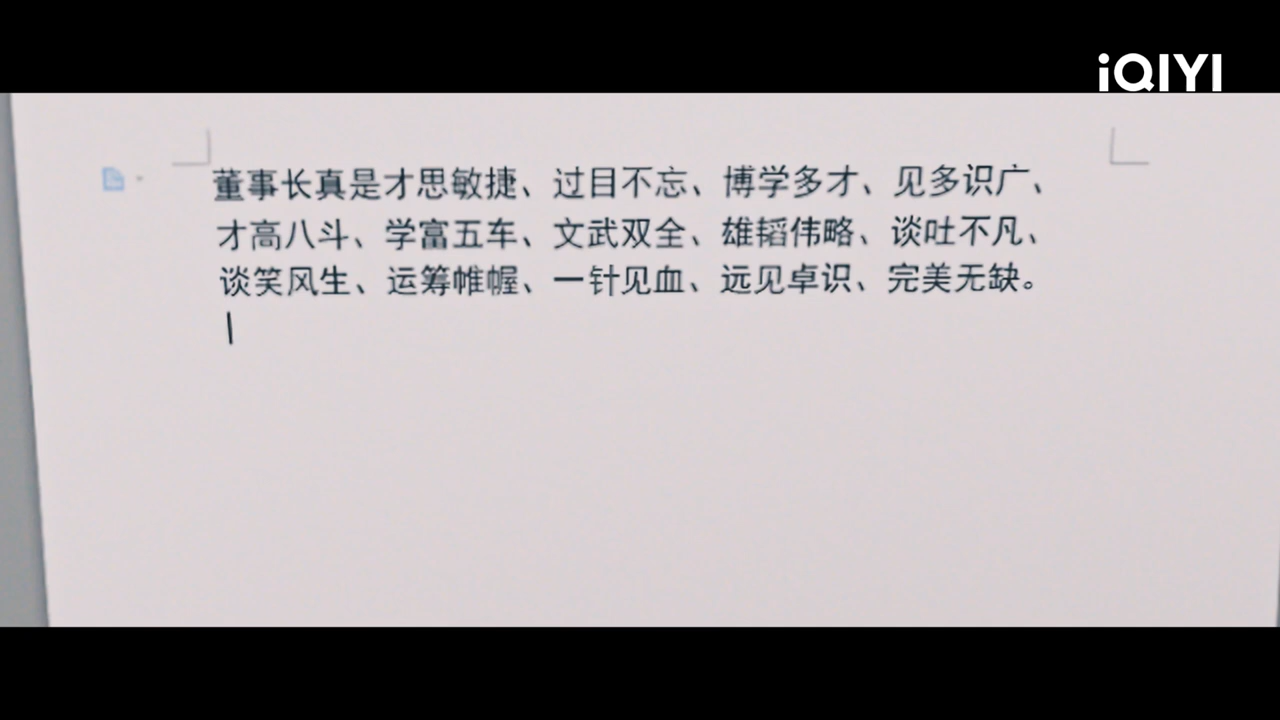 iQIYI
董事长真是才思敏捷、过目不忘、博学多才、见多识广、
才高八斗、学富五车、文武双全、雄韬伟略、谈吐不凡、
谈笑风生、运筹帷幄、一针见血、远见卓识、完美无缺。